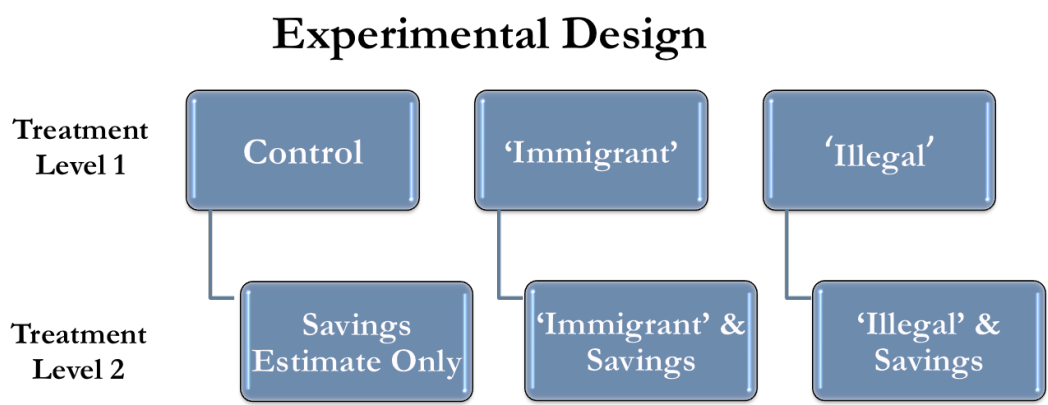 Experimental Design
Treatment
Level 1
Control
‘Immigrant’
‘Illegal’
Treatment
Level 2
Savings
Estimate Only
‘Immigrant’ &
Savings
‘Illegal’ &
Savings